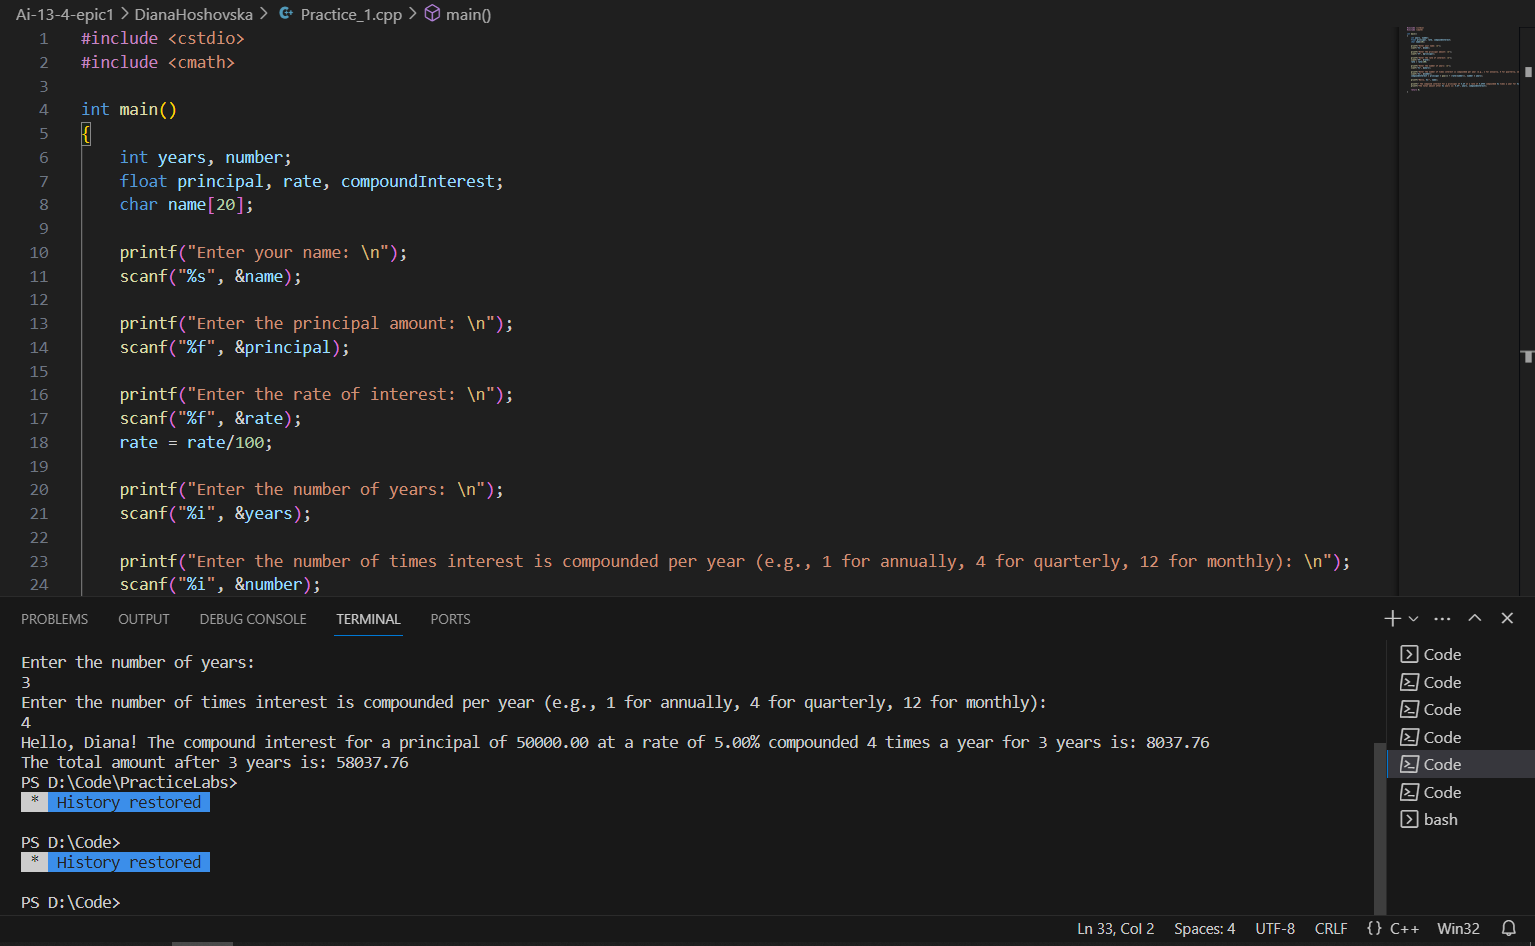 Ai-13-4-epic1 > DianaHoshovska > Practice_1.cpp > main()
1 #include <cstdio>
2 #include <cmath>
3
4 int main()
5 {
6 int years, number;
7 float principal, rate, compoundInterest;
8 char name[20];
9
10 printf("Enter your name: \n");
11 scanf("%s", &name);
12
13 printf("Enter the principal amount: \n");
14 scanf("%f", &principal);
15
16 printf("Enter the rate of interest: \n");
17 scanf("%f", &rate);
18 rate = rate/100;
19
20 printf("Enter the number of years: \n");
21 scanf("%i", &years);
22
23 printf("Enter the number of times interest is compounded per year (e.g., 1 for annually, 4 for quarterly, 12 for monthly): \n");
24 scanf("%i", &number);
PROBLEMS OUTPUT DEBUG CONSOLE TERMINAL PORTS
Enter the number of years:
3
Enter the number of times interest is compounded per year (e.g., 1 for annually, 4 for quarterly, 12 for monthly):
4
Hello, Diana! The compound interest for a principal of 50000.00 at a rate of 5.00% compounded 4 times a year for 3 years is: 8037.76
The total amount after 3 years is: 58037.76
PS D:\Code\PracticeLabs>
* History restored
PS D:\Code>
* History restored
PS D:\Code>
Code
Code
Code
Code
Code
Code
bash
Ln 33, Col 2 Spaces: 4 UTF-8 CRLF {} C++ Win32